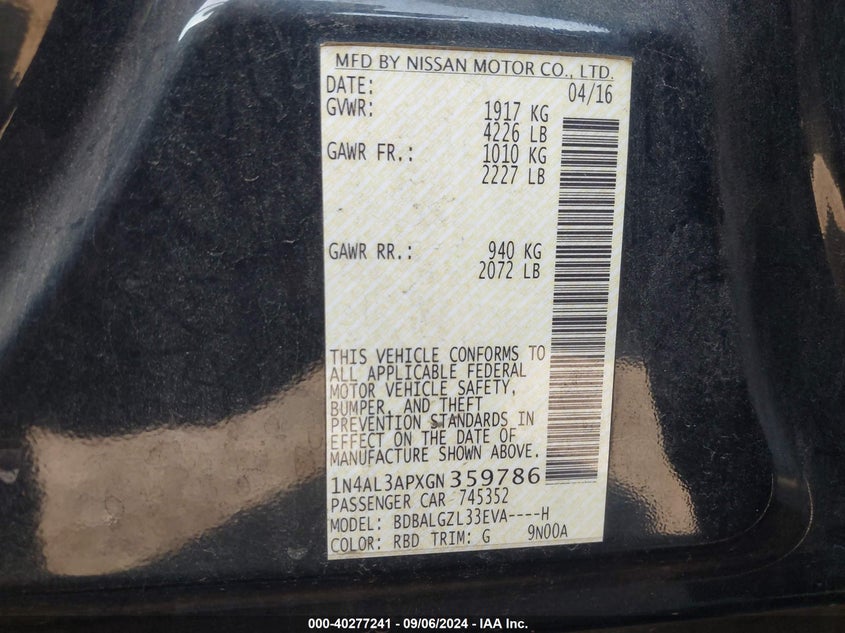 MFD BY NISSAN MOTOR CO., LTD.
DATE: 04/16
GVWR: 1917 KG
4226 LB
GAWR FR.: 1010 KG
2227 LB
GAWR RR.: 940 KG
2072 LB
THIS VEHICLE CONFORMS TO
ALL APPLICABLE FEDERAL
MOTOR VEHICLE SAFETY,
BUMPER, AND THEFT
PREVENTION STANDARDS IN
EFFECT ON THE DATE OF
MANUFACTURE SHOWN ABOVE.
1N4AL3APXGN359786
PASSENGER CAR 745352
MODEL: BDBALGZL33EVA----H
COLOR: RBD TRIM: G 9N00A
000-40277241 - 09/06/2024 - IAA Inc.